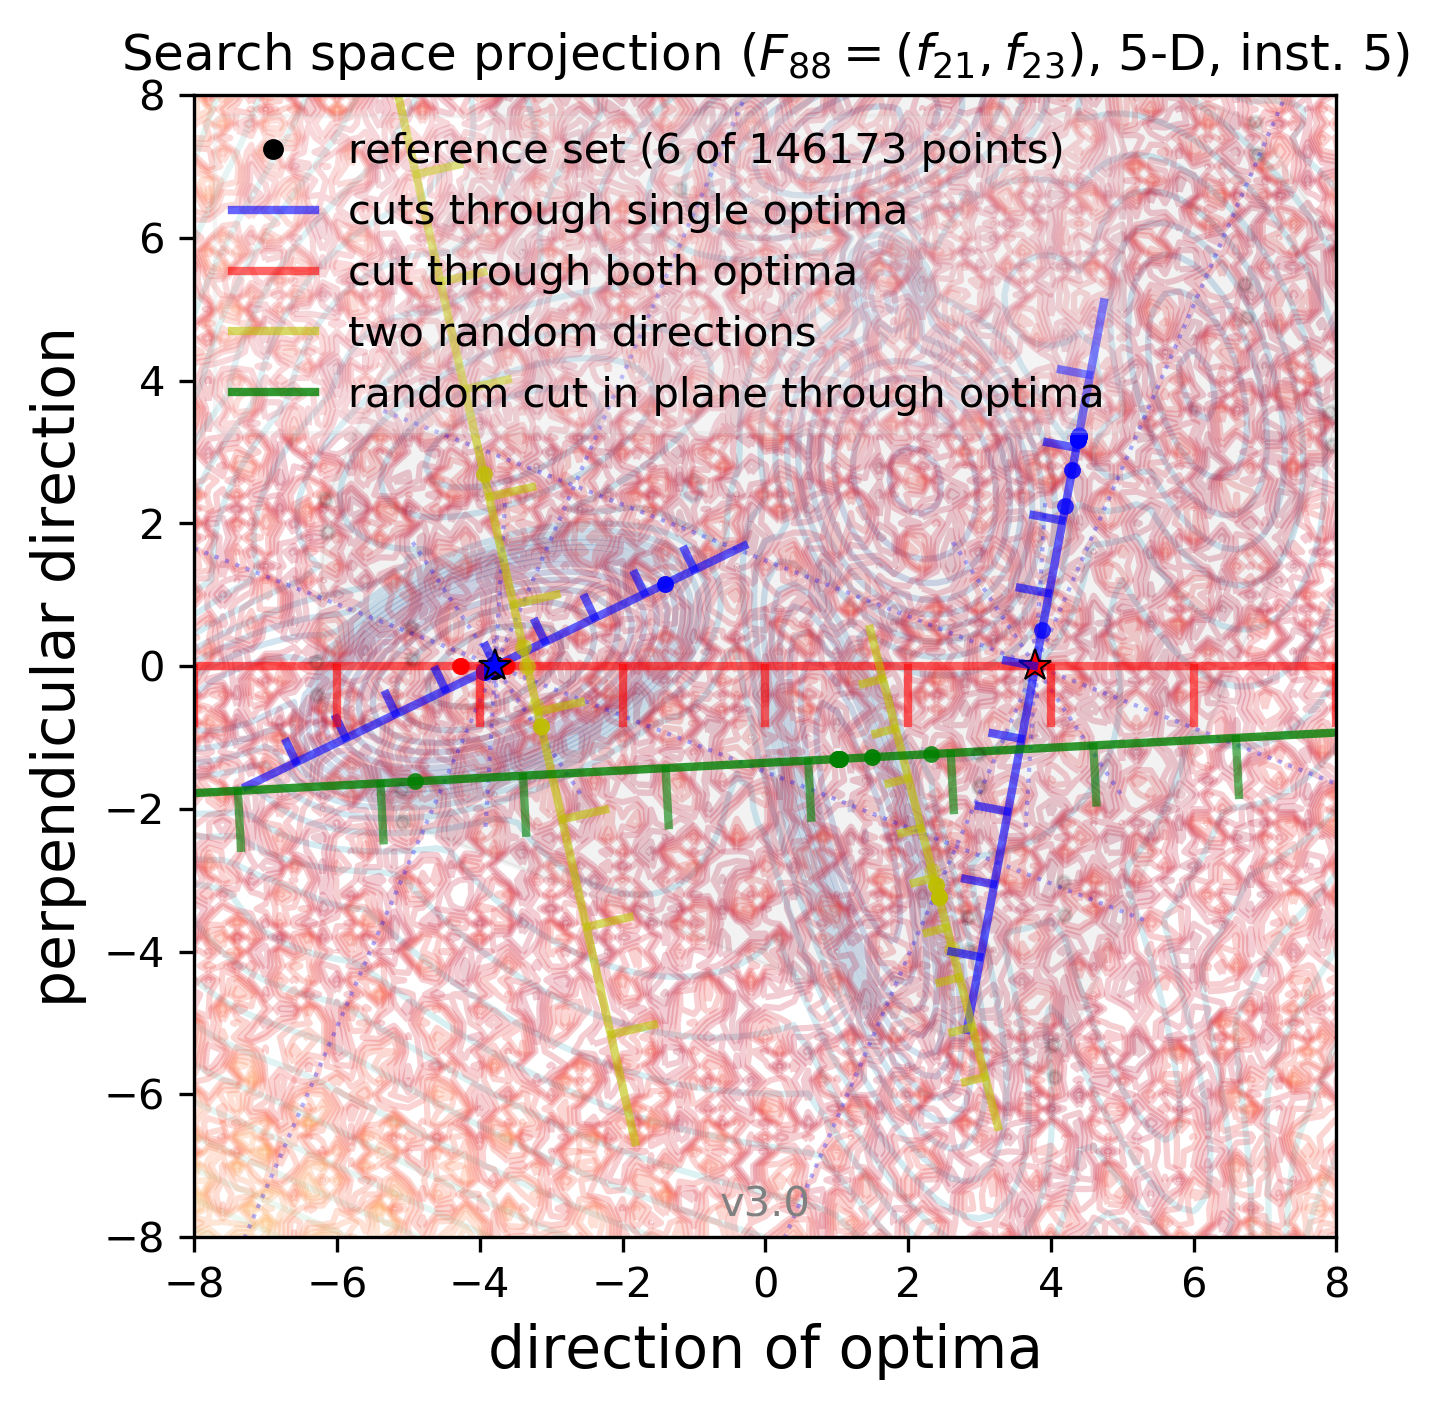 Search space projection (F88 = (f21, f23), 5-D, inst. 5)
8
reference set (6 of 146173 points)
cuts through single optima
6
cut through both optima
two random directions
4
random cut in plane through optima
2
0
−2
−4
−6
−8
perpendicular direction
v3.0
−8 −6 −4 −2 0 2 4 6 8
direction of optima